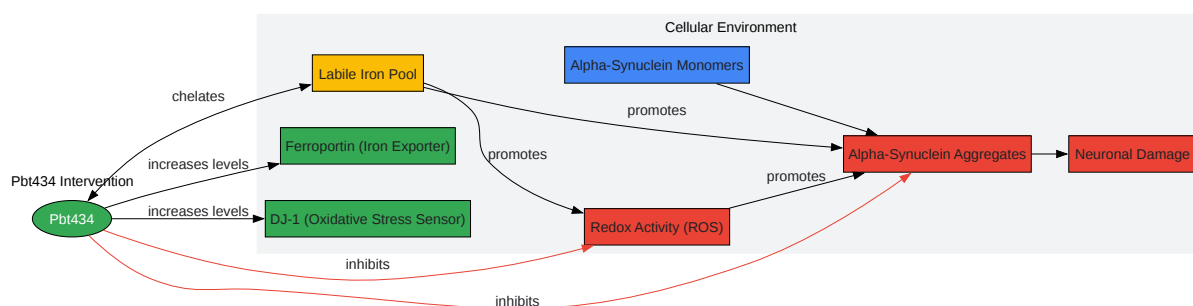 Cellular Environment
Alpha-Synuclein Monomers
Labile Iron Pool
chelates
promotes
Ferroportin (Iron Exporter)
promotes
Alpha-Synuclein Aggregates
Neuronal Damage
increases levels
promotes
Pbt434 Intervention
increases levels
Pbt434
DJ-1 (Oxidative Stress Sensor)
Redox Activity (ROS)
inhibits
inhibits